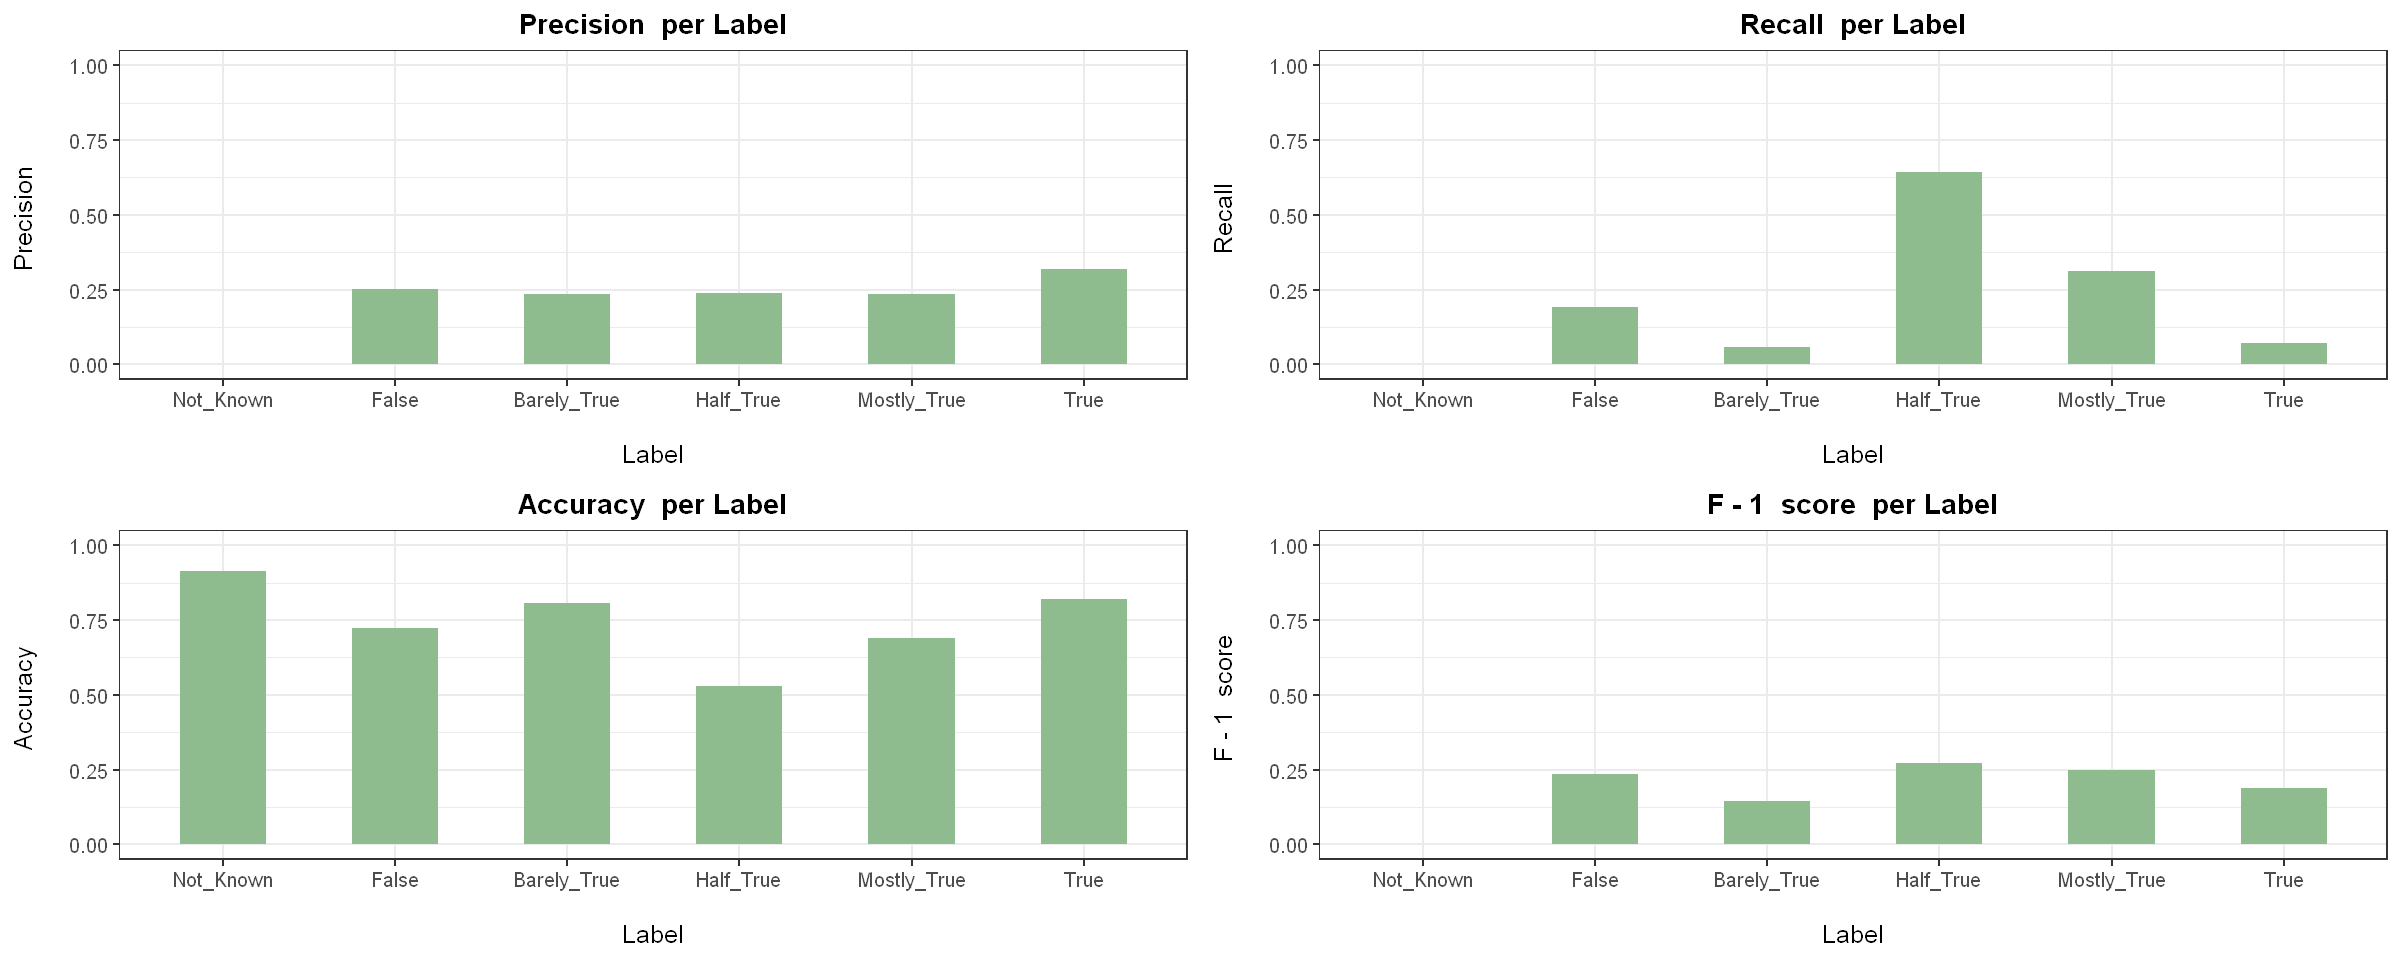 Precision  per Label
Precision
1.00
0.75
0.50
0.25
0.00
Not_Known False Barely_True Half_True Mostly_True True
Label
Recall  per Label
Recall
1.00
0.75
0.50
0.25
0.00
Not_Known False Barely_True Half_True Mostly_True True
Label
Accuracy  per Label
Accuracy
1.00
0.75
0.50
0.25
0.00
Not_Known False Barely_True Half_True Mostly_True True
Label
F - 1  score  per Label
F - 1  score
1.00
0.75
0.50
0.25
0.00
Not_Known False Barely_True Half_True Mostly_True True
Label